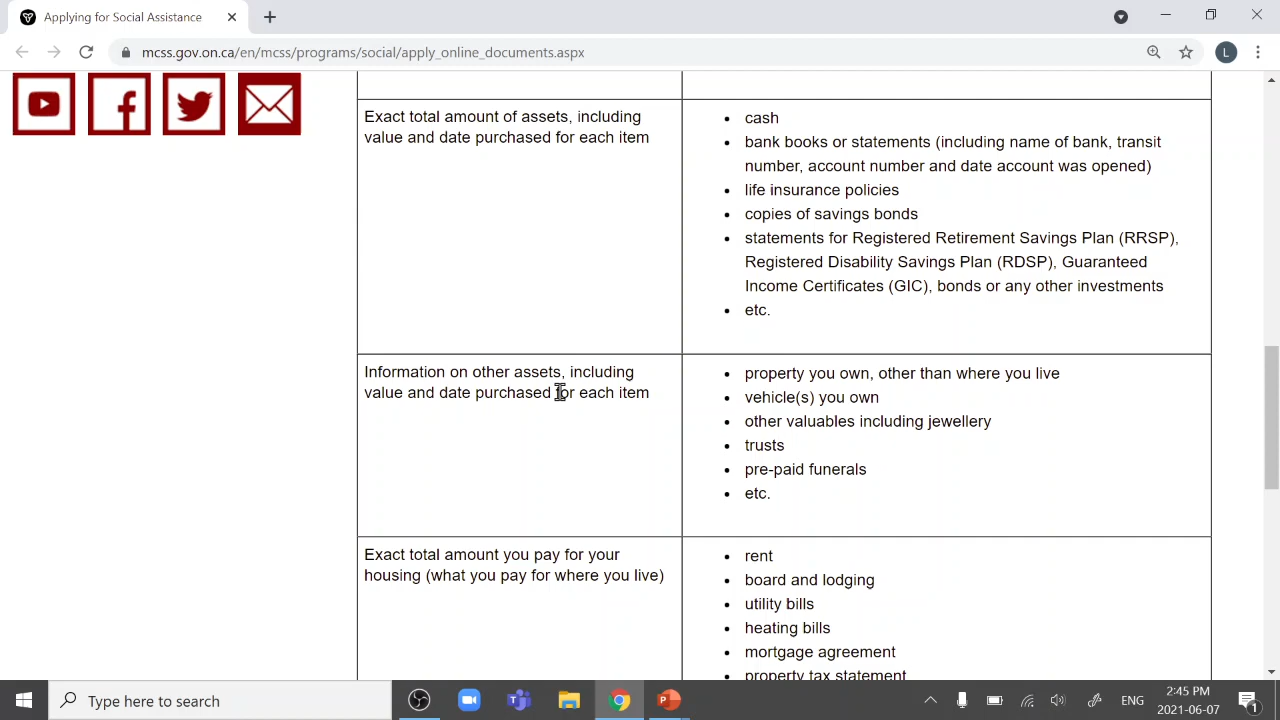 Applying for Social Assistance
mcss.gov.on.ca/en/mcss/programs/social/apply_online_documents.aspx
L
Exact total amount of assets, including
value and date purchased for each item
• cash
• bank books or statements (including name of bank, transit
number, account number and date account was opened)
• life insurance policies
• copies of savings bonds
• statements for Registered Retirement Savings Plan (RRSP),
Registered Disability Savings Plan (RDSP), Guaranteed
Income Certificates (GIC), bonds or any other investments
• etc.
Information on other assets, including
value and date purchased for each item
• property you own, other than where you live
• vehicle(s) you own
• other valuables including jewellery
• trusts
• pre-paid funerals
• etc.
Exact total amount you pay for your
housing (what you pay for where you live)
• rent
• board and lodging
• utility bills
• heating bills
• mortgage agreement
• property tax statement
Type here to search
ENG
2:45 PM
2021-06-07
1